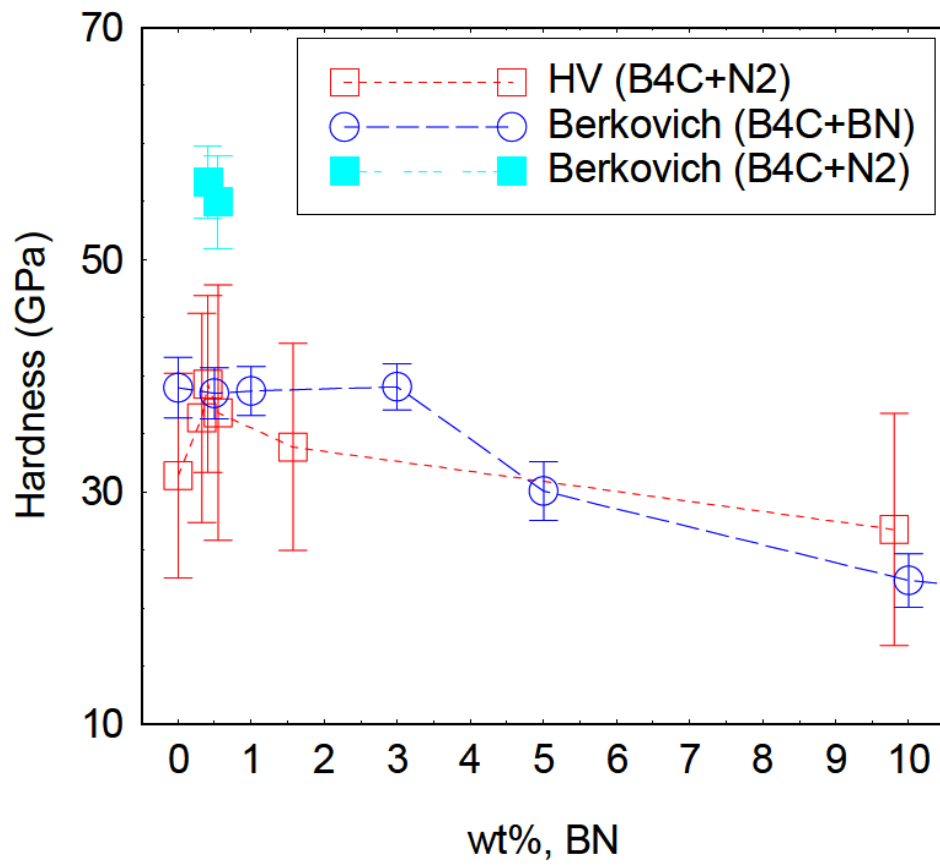 70
50
30
10
Hardness (GPa)
HV (B4C+N2)
Berkovich (B4C+BN)
Berkovich (B4C+N2)
0 1 2 3 4 5 6 7 8 9 10
wt%, BN